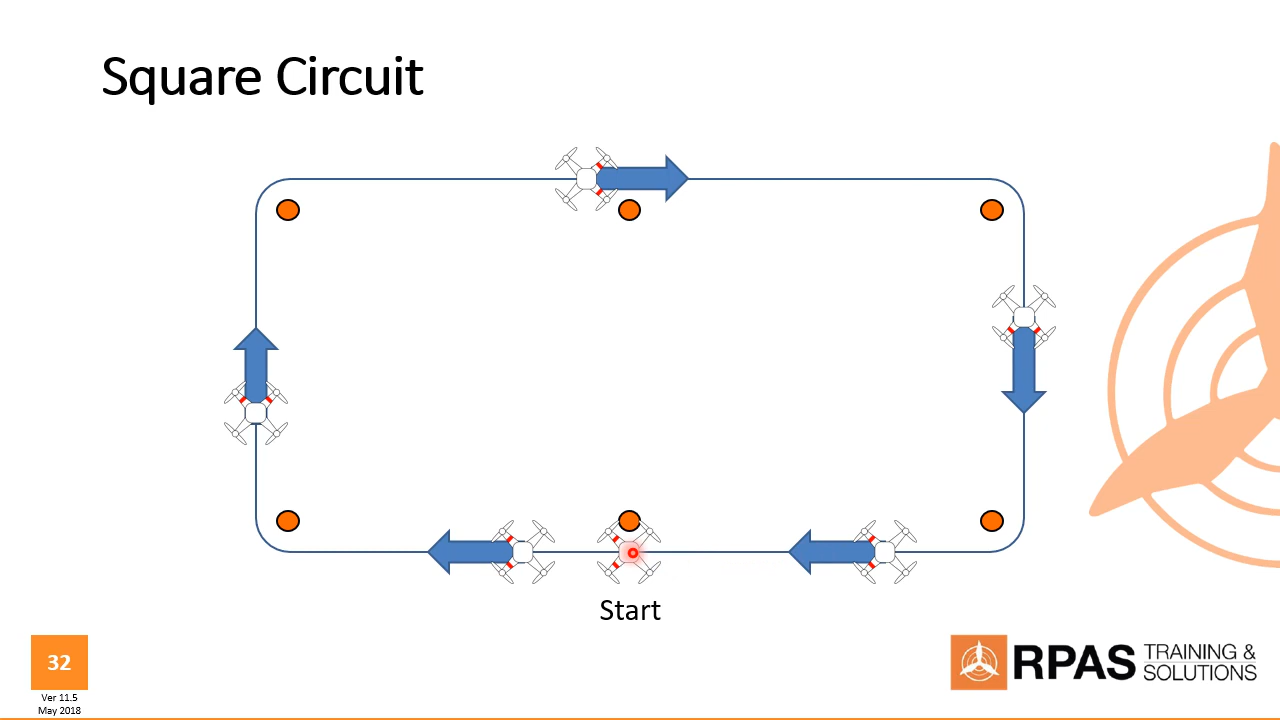 Square Circuit
Start
32
Ver 11.5
May 2018
RPAS TRAINING &
SOLUTIONS